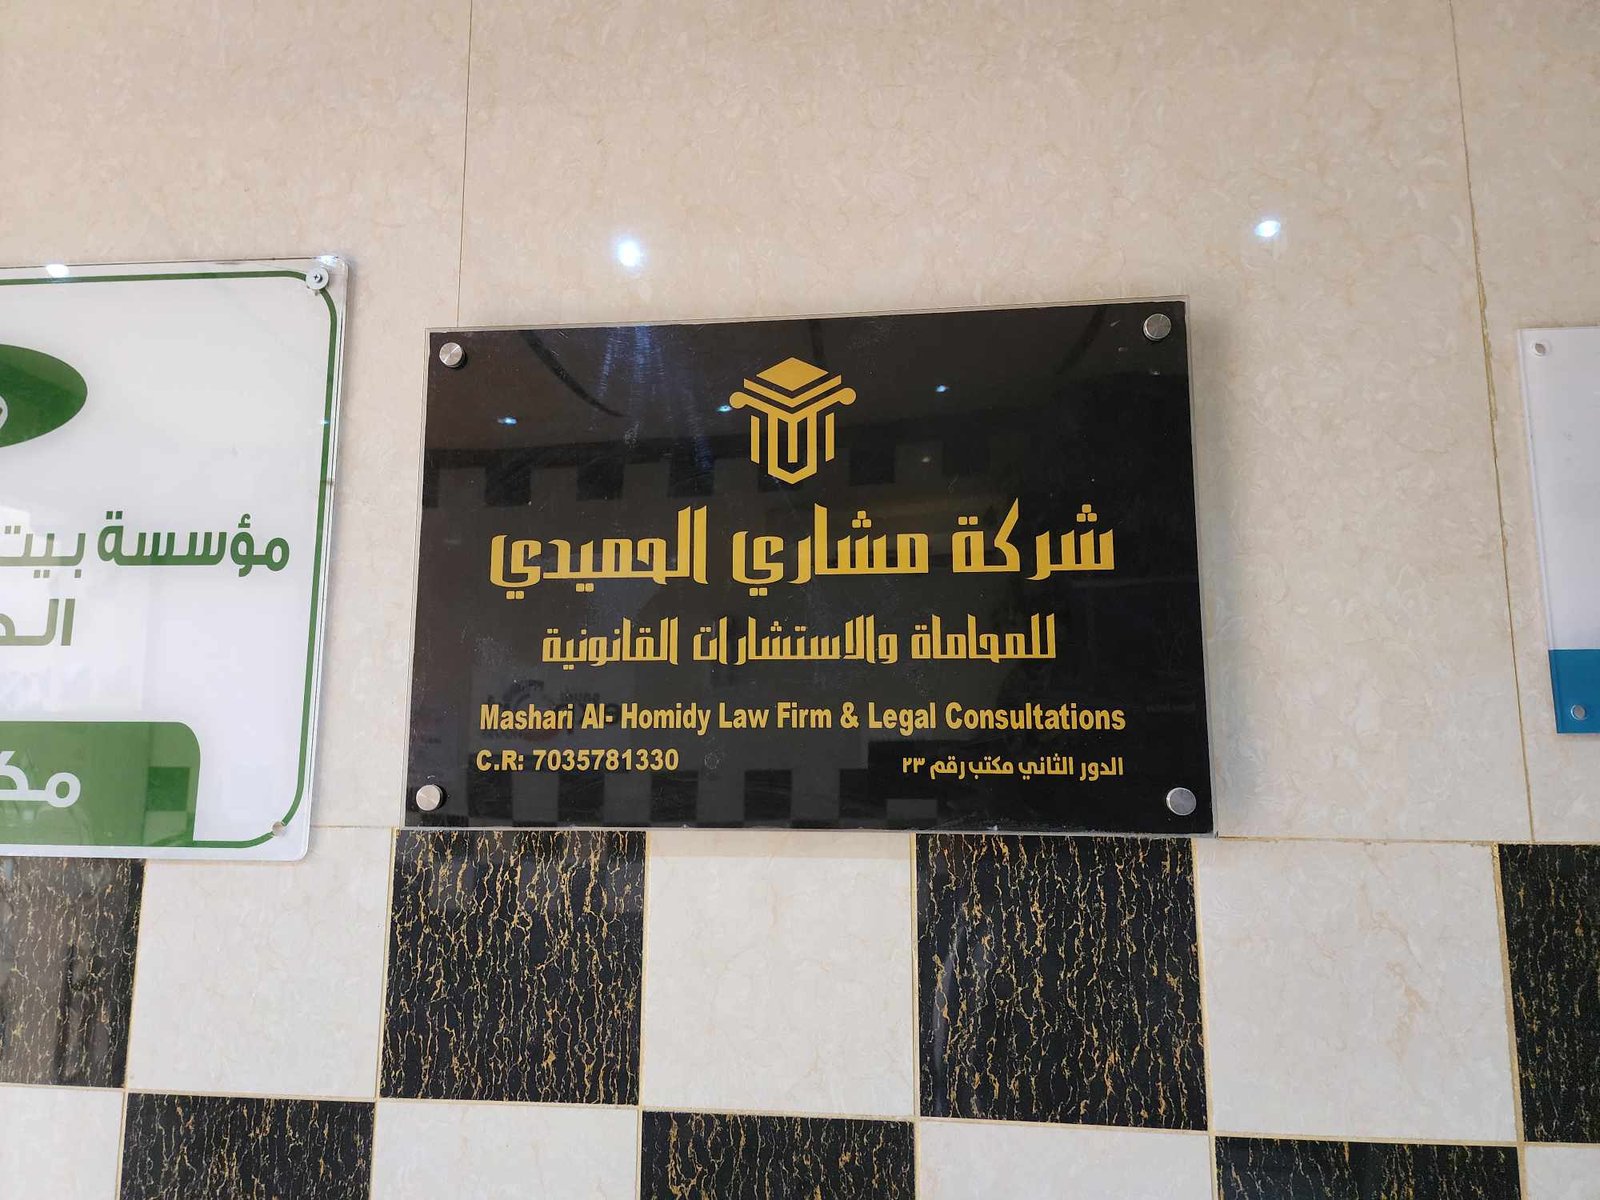 شركة مشاري الحميدي
للمحاماة والاستشارات القانونية
Mashari Al- Homidy Law Firm & Legal Consultations
C.R: 7035781330
الدور الثاني مكتب رقم ٢٣
مؤسسة بيت